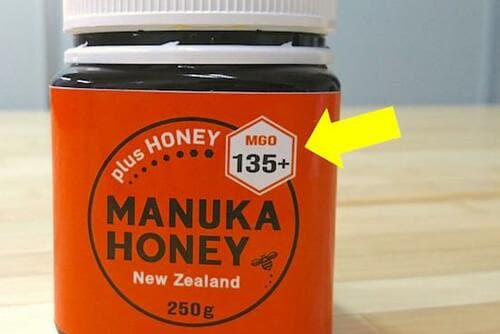 plus HONEY
MGO
135+
MANUKA
HONEY
New Zealand
250g